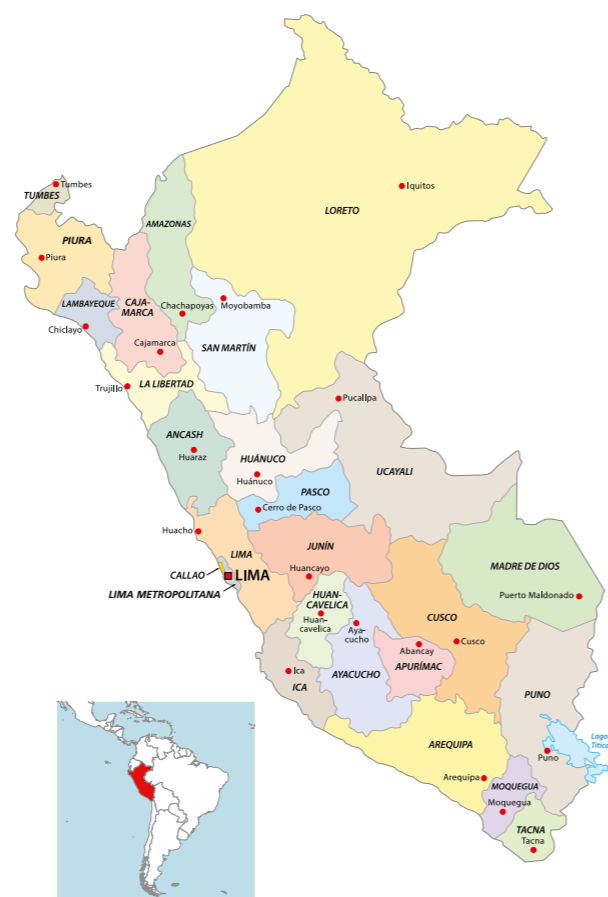 Tumbes
TUMBES
PIURA
Piura
AMAZONAS
LORETO
Iquitos
LAMBAYEQUE
Chiclayo
CAJA-
MARCA
Cajamarca
Chachapoyas
Moyobamba
SAN MARTÍN
Trujillo
LA LIBERTAD
Pucallpa
ANCASH
Huaraz
HUÁNUCO
Huánuco
UCAYALI
PASCO
Cerro de Pasco
Huacho
LIMA
JUNÍN
Huancayo
CALLAO
LIMA
LIMA METROPOLITANA
MADRE DE DIOS
Puerto Maldonado
HUAN-
CAVELICA
Huan-
cavelica
Aya-
cucho
CUSCO
Cusco
Abancay
APURÍMAC
Ica
ICA
AYACUCHO
PUNO
AREQUIPA
Lago
Titica
Puno
Arequipa
MOQUEGUA
Moquegua
TACNA
Tacna